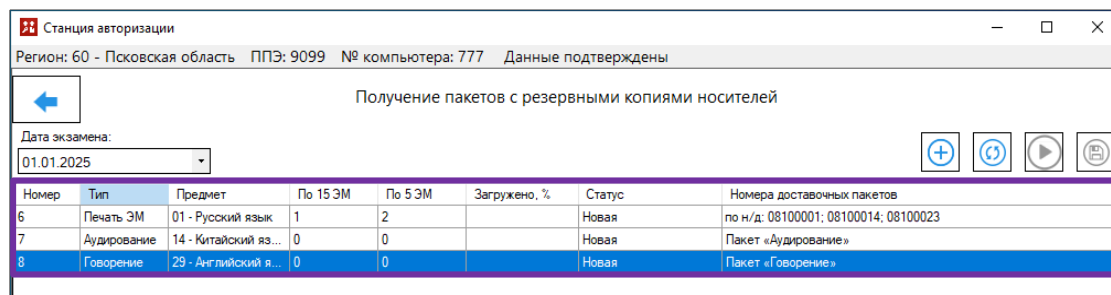 Станция авторизации
Регион: 60 - Псковская область ППЭ: 9099 № компьютера: 777 Данные подтверждены
Получение пакетов с резервными копиями носителей
Дата экзамена:
01.01.2025
Номер Тип Предмет По 15 ЭМ По 5 ЭМ Загружено, % Статус Номера доставочных пакетов
6 Печать ЭМ 01 - Русский язык 1 2 Новая по н/д: 08100001; 08100014; 08100023
7 Аудирование 14 - Китайский яз... 0 0 Новая Пакет «Аудирование»
8 Говорение 29 - Английский я... 0 0 Новая Пакет «Говорение»